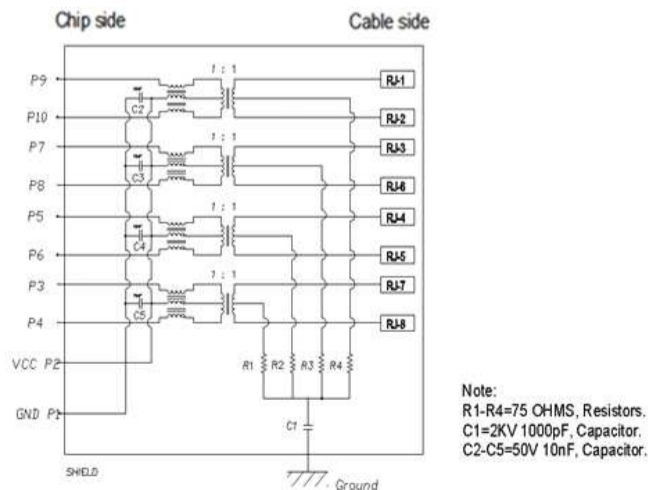 Chip side
Cable side
P9
1 : 1
RJ-1
C2
P10
RJ-2
P7
1 : 1
RJ-3
C3
P8
RJ-6
P5
1 : 1
RJ-4
C4
P6
RJ-5
P3
1 : 1
RJ-7
C5
P4
RJ-8
VCC P2
R1 R2 R3 R4
GND P1
C1
SHIELD
Ground
Note:
R1-R4=75 OHMS, Resistors.
C1=2KV 1000pF, Capacitor.
C2-C5=50V 10nF, Capacitor.